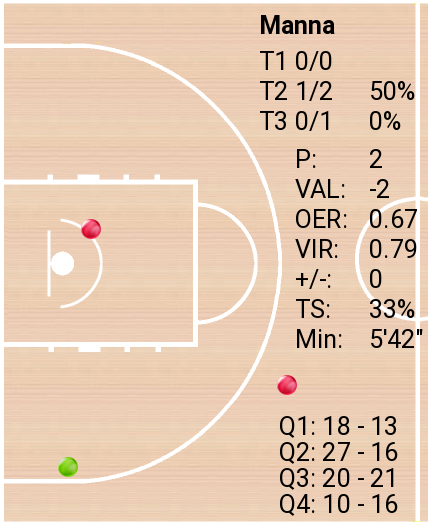 Manna
T1 0/0
T2 1/2 50%
T3 0/1 0%
P: 2
VAL: -2
OER: 0.67
VIR: 0.79
+/-: 0
TS: 33%
Min: 5'42"
Q1: 18 - 13
Q2: 27 - 16
Q3: 20 - 21
Q4: 10 - 16